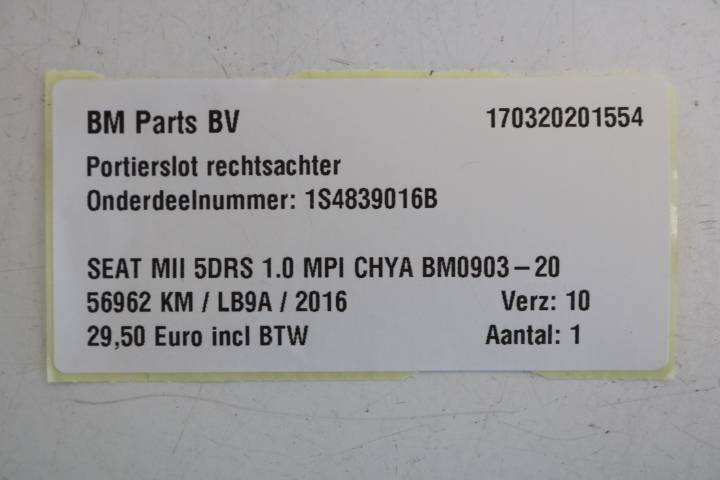 BM Parts BV 170320201554
Portierslot rechtsachter
Onderdeelnummer: 1S4839016B
SEAT MII 5DRS 1.0 MPI CHYA BM0903-20
56962 KM / LB9A / 2016 Verz: 10
29,50 Euro incl BTW Aantal: 1